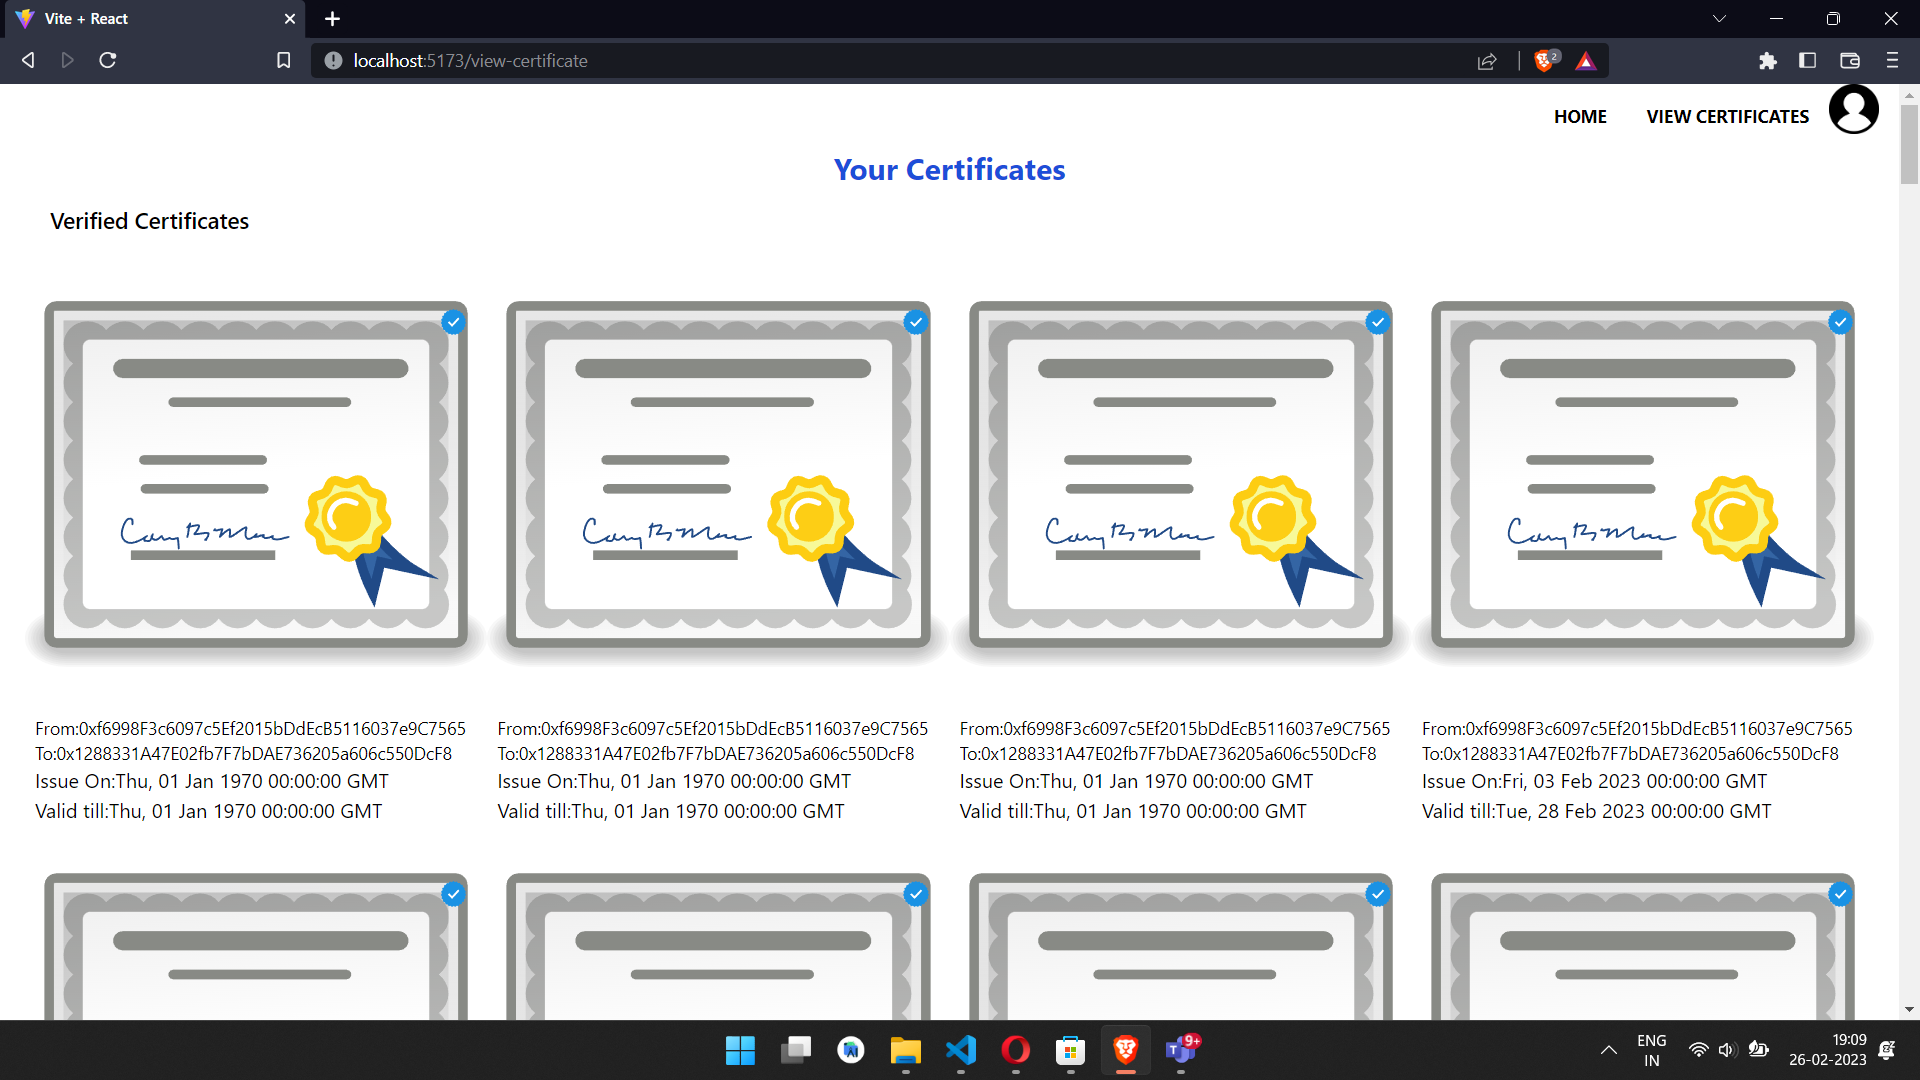 Vite + React
localhost:5173/view-certificate
2
HOME
VIEW CERTIFICATES
Your Certificates
Verified Certificates
From:0xf6998F3c6097c5Ef2015bDdEcB5116037e9C7565
To:0x1288331A47E02fb7F7bDAE736205a606c550DcF8
Issue On:Thu, 01 Jan 1970 00:00:00 GMT
Valid till:Thu, 01 Jan 1970 00:00:00 GMT
From:0xf6998F3c6097c5Ef2015bDdEcB5116037e9C7565
To:0x1288331A47E02fb7F7bDAE736205a606c550DcF8
Issue On:Thu, 01 Jan 1970 00:00:00 GMT
Valid till:Thu, 01 Jan 1970 00:00:00 GMT
From:0xf6998F3c6097c5Ef2015bDdEcB5116037e9C7565
To:0x1288331A47E02fb7F7bDAE736205a606c550DcF8
Issue On:Thu, 01 Jan 1970 00:00:00 GMT
Valid till:Thu, 01 Jan 1970 00:00:00 GMT
From:0xf6998F3c6097c5Ef2015bDdEcB5116037e9C7565
To:0x1288331A47E02fb7F7bDAE736205a606c550DcF8
Issue On:Fri, 03 Feb 2023 00:00:00 GMT
Valid till:Tue, 28 Feb 2023 00:00:00 GMT
9+
ENG
IN
19:09
26-02-2023